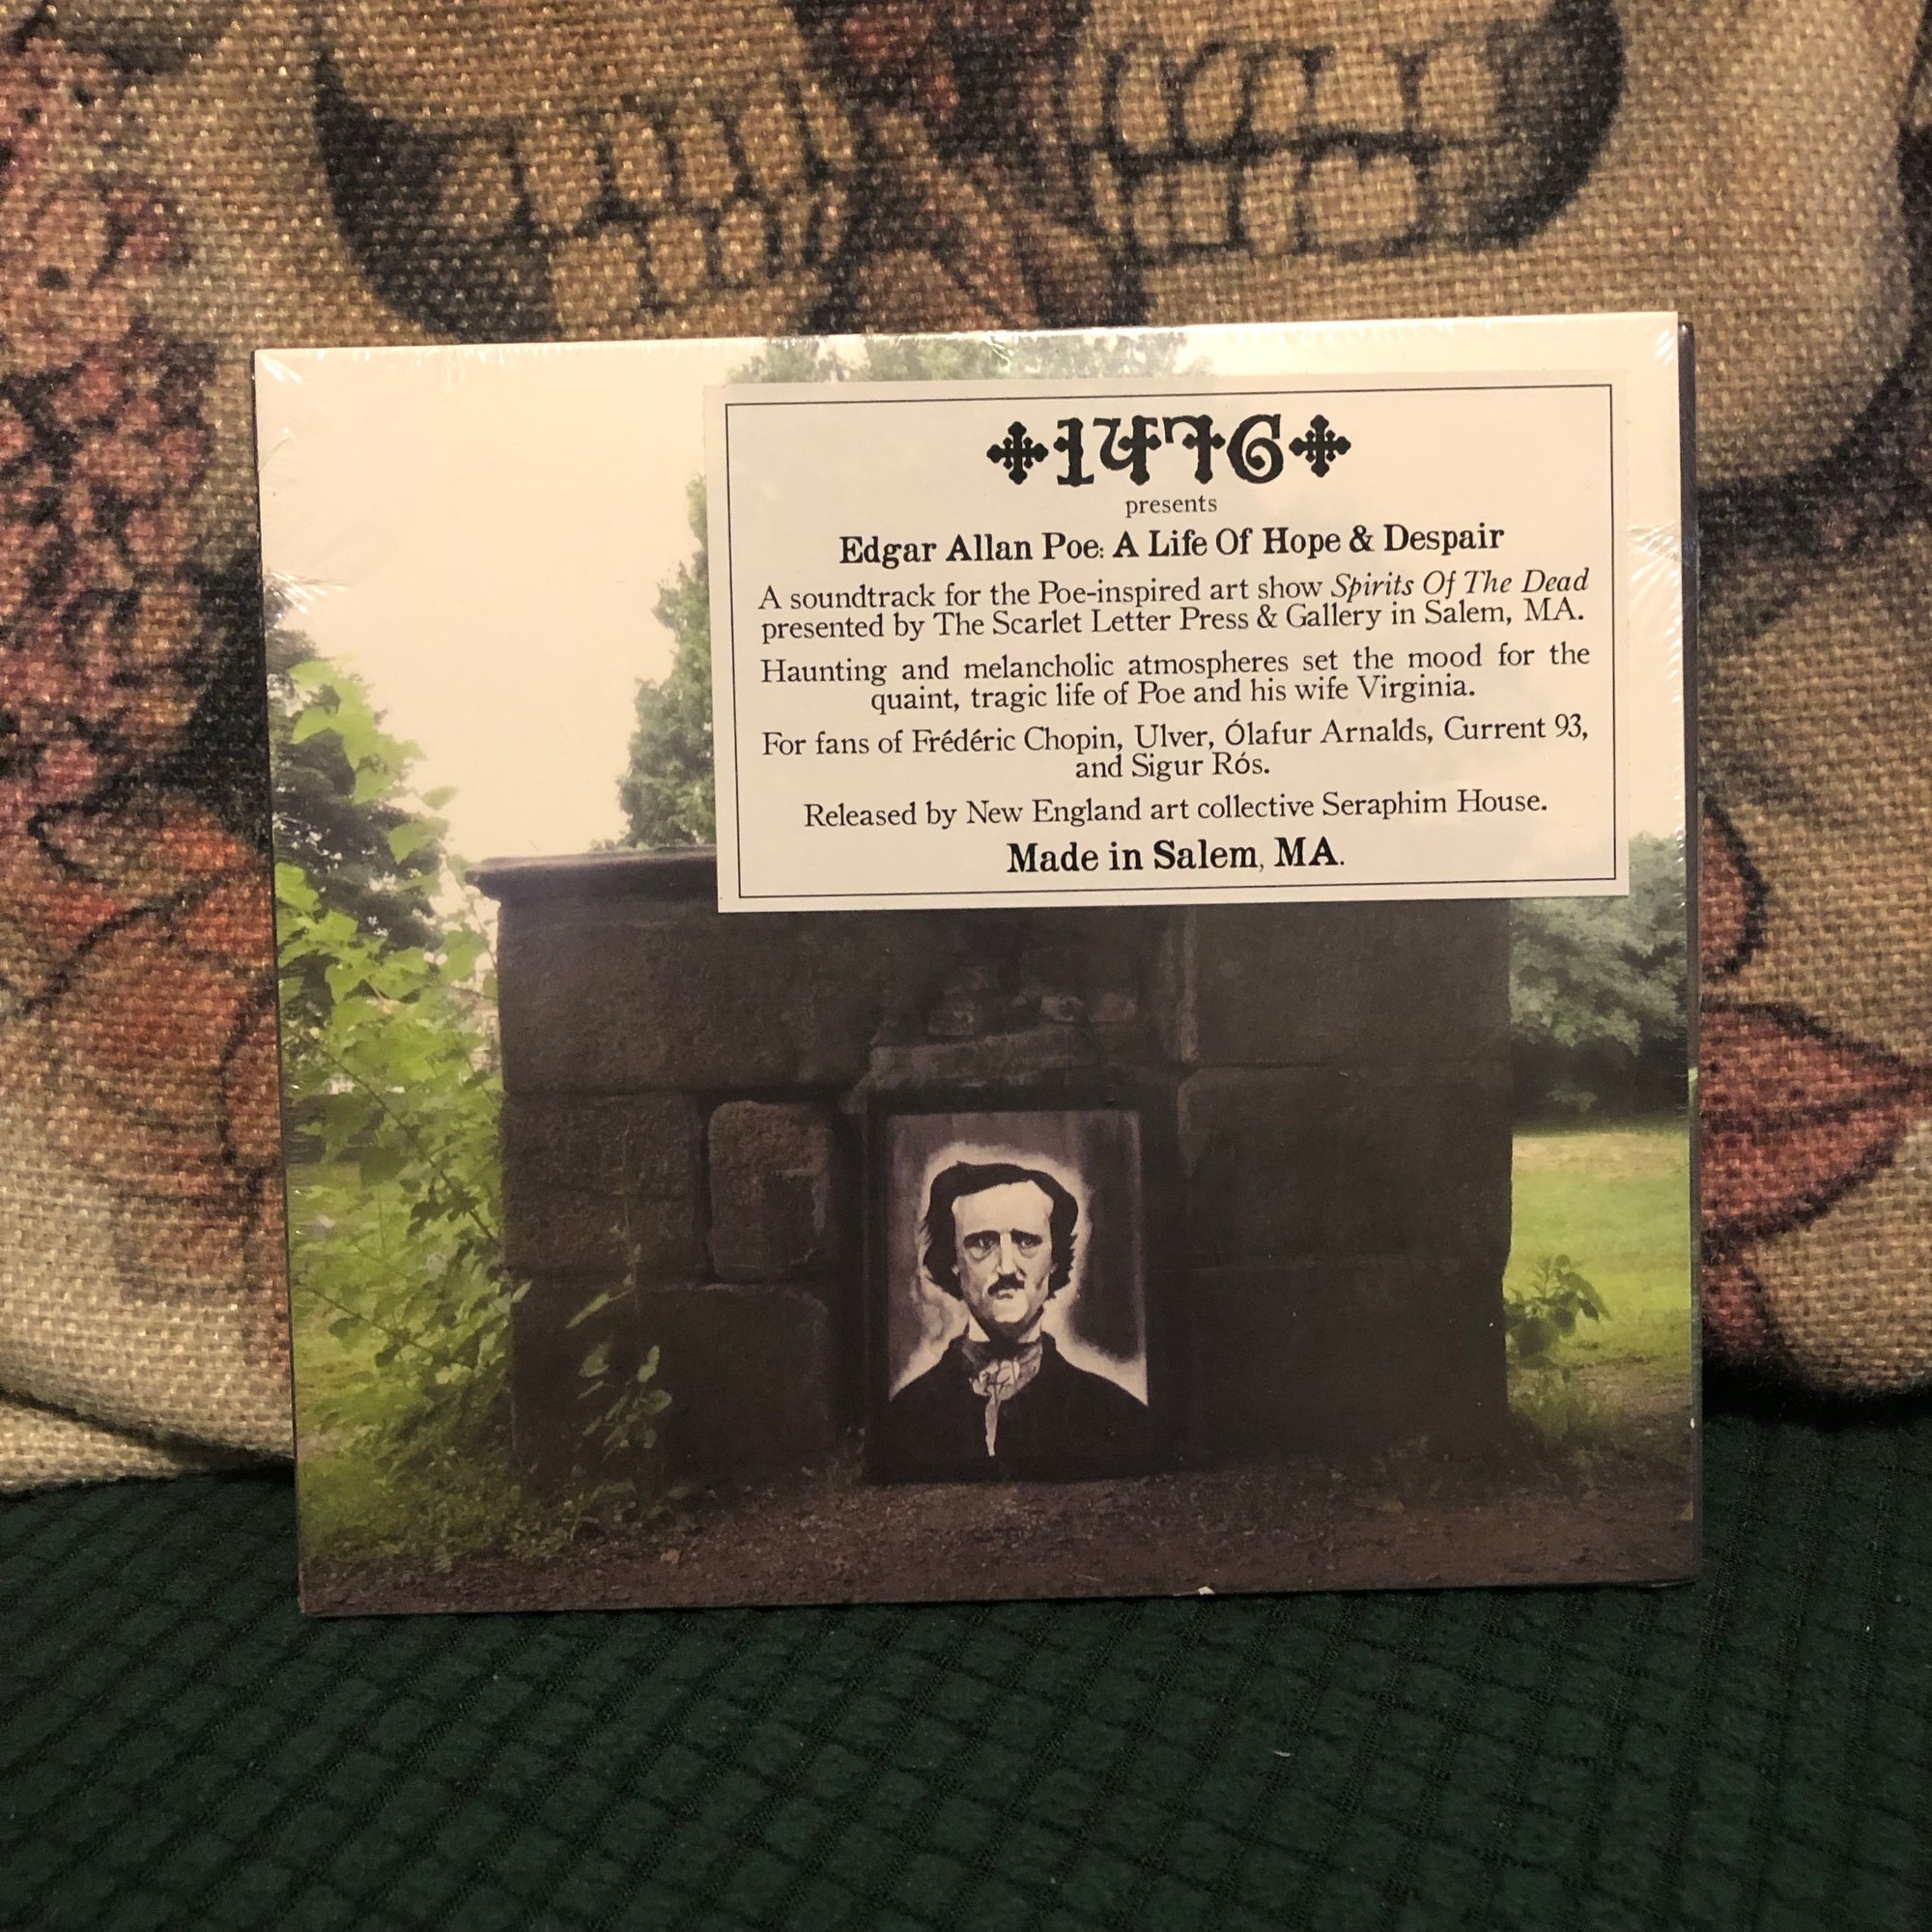 1476
presents
Edgar Allan Poe: A Life Of Hope & Despair
A soundtrack for the Poe-inspired art show Spirits Of The Dead
presented by The Scarlet Letter Press & Gallery in Salem, MA.
Haunting and melancholic atmospheres set the mood for the
quaint, tragic life of Poe and his wife Virginia.
For fans of Frédéric Chopin, Ulver, Ólafur Arnalds, Current 93,
and Sigur Rós.
Released by New England art collective Seraphim House.
Made in Salem, MA.